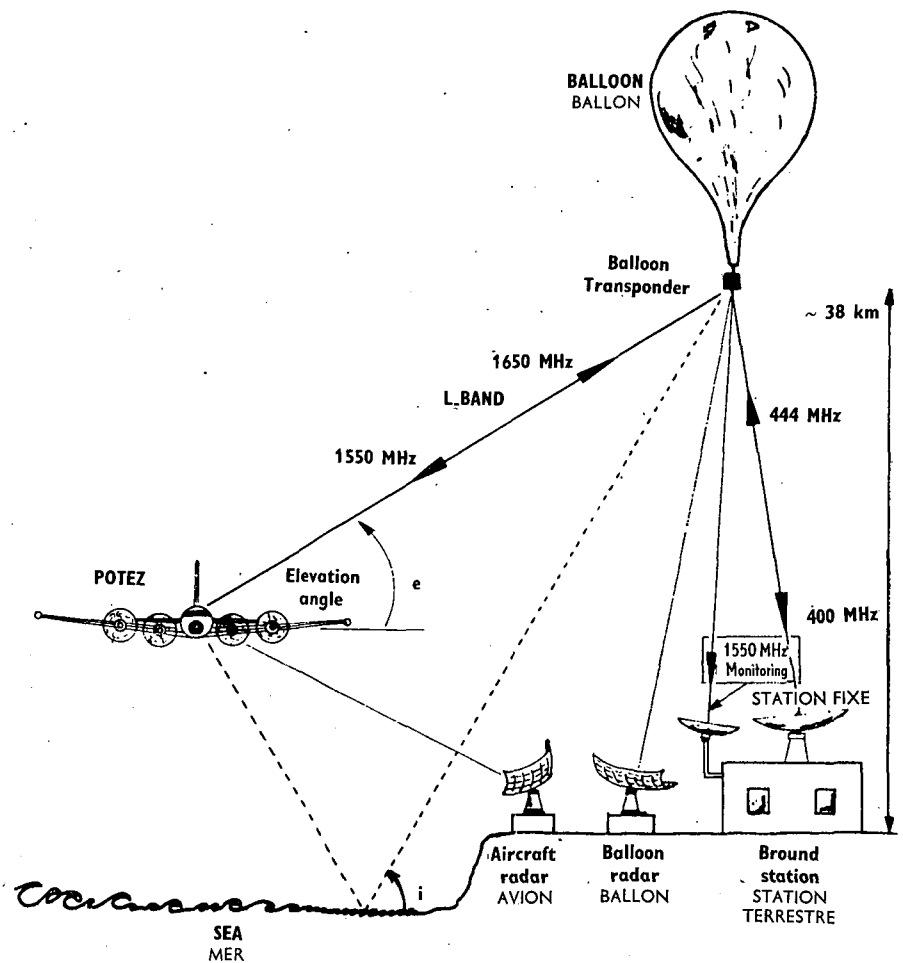 BALLOON
BALLON
Balloon
Transponder
~ 38 km
1650 MHz
L_BAND
444 MHz
1550 MHz
POTEZ
Elevation
angle
e
400 MHz
1550 MHz
Monitoring
STATION FIXE
Aircraft
radar
AVION
Balloon
radar
BALLON
Bround
station
STATION
TERRESTRE
i
SEA
MER